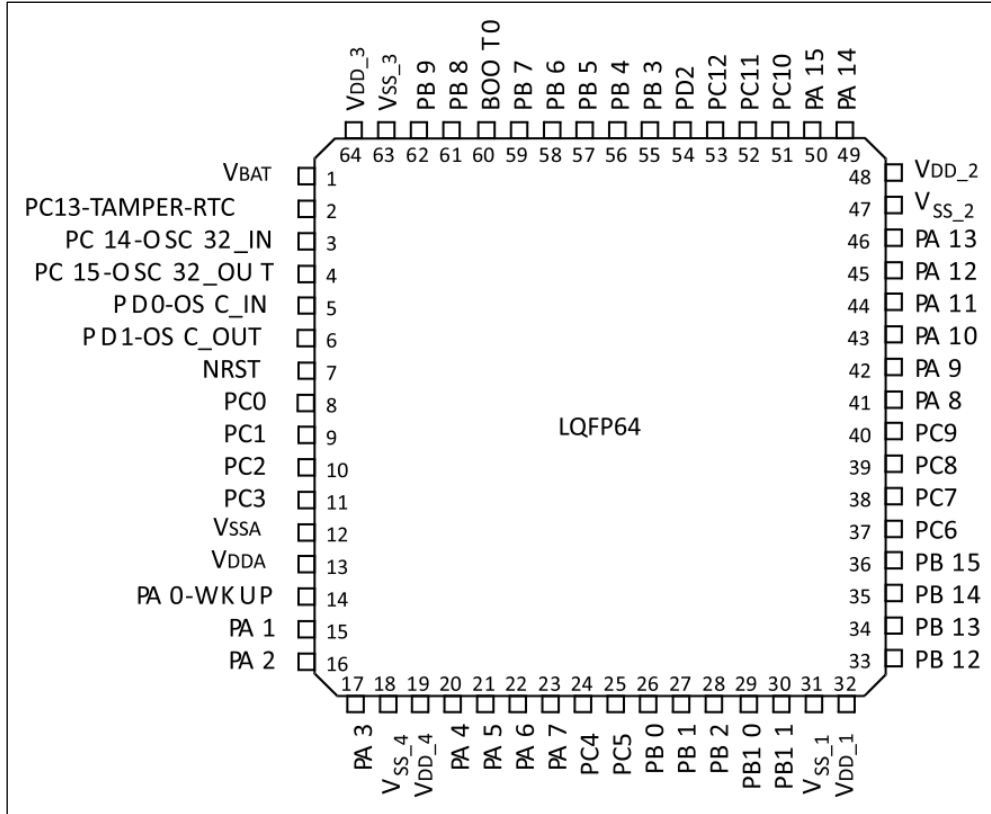 VDD_3
VSS_3
PB 9
PB 8
BOO T0
PB 7
PB 6
PB 5
PB 4
PB 3
PD2
PC12
PC11
PC10
PA 15
PA 14
64 63 62 61 60 59 58 57 56 55 54 53 52 51 50 49
VBAT 1
PC13-TAMPER-RTC 2
PC 14-OSC 32_IN 3
PC 15-OSC 32_OU T 4
P D0-OS C_IN 5
P D1-OS C_OUT 6
NRST 7
PC0 8
PC1 9
PC2 10
PC3 11
VSSA 12
VDDA 13
PA 0-WK UP 14
PA 1 15
PA 2 16
LQFP64
48 VDD_2
47 VSS_2
46 PA 13
45 PA 12
44 PA 11
43 PA 10
42 PA 9
41 PA 8
40 PC9
39 PC8
38 PC7
37 PC6
36 PB 15
35 PB 14
34 PB 13
33 PB 12
17 18 19 20 21 22 23 24 25 26 27 28 29 30 31 32
PA 3
VSS_4
VDD_4
PA 4
PA 5
PA 6
PA 7
PC4
PC5
PB 0
PB 1
PB 2
PB1 0
PB1 1
VSS_1
VDD_1